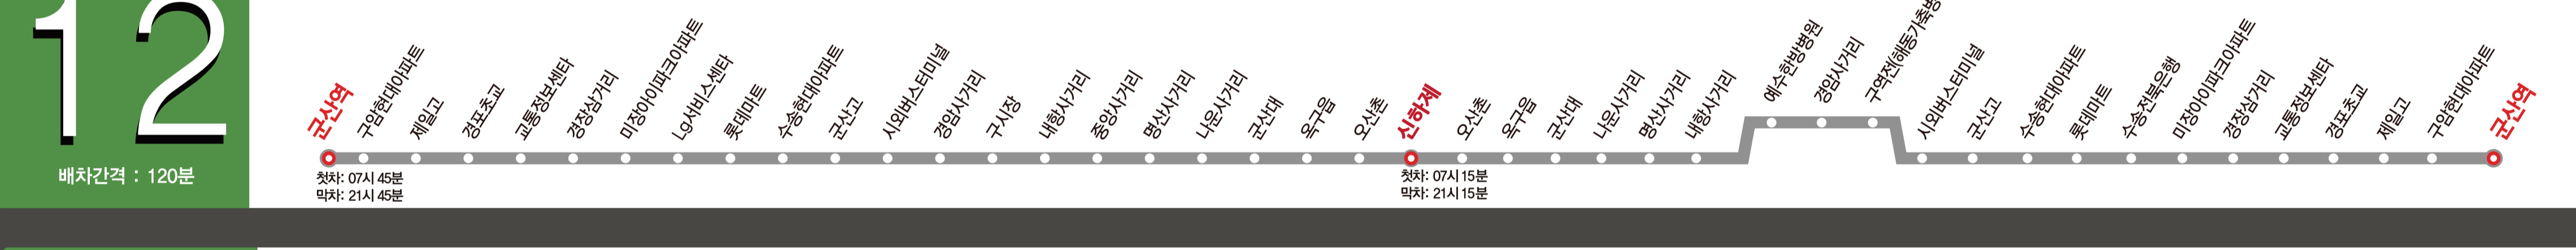 12
배차간격 : 120분
군산역
구암현대아파트
제일고
경포초교
교통정보센타
경장삼거리
미장아이파크아파트
Lg서비스센타
롯데마트
수송현대아파트
군산고
시외버스터미널
경암사거리
구시장
내항사거리
중앙사거리
명산사거리
나운사거리
군산대
옥구읍
오산촌
신하제
오산촌
옥구읍
군산대
나운사거리
명산사거리
내항사거리
예수한방병원
경암사거리
구역전(해동가축병
시외버스터미널
군산고
수송현대아파트
롯데마트
수송전북은행
미장아이파크아파트
경장삼거리
교통정보센타
경포초교
제일고
구암현대아파트
군산역
첫차: 07시 45분
막차: 21시 45분
첫차: 07시 15분
막차: 21시 15분